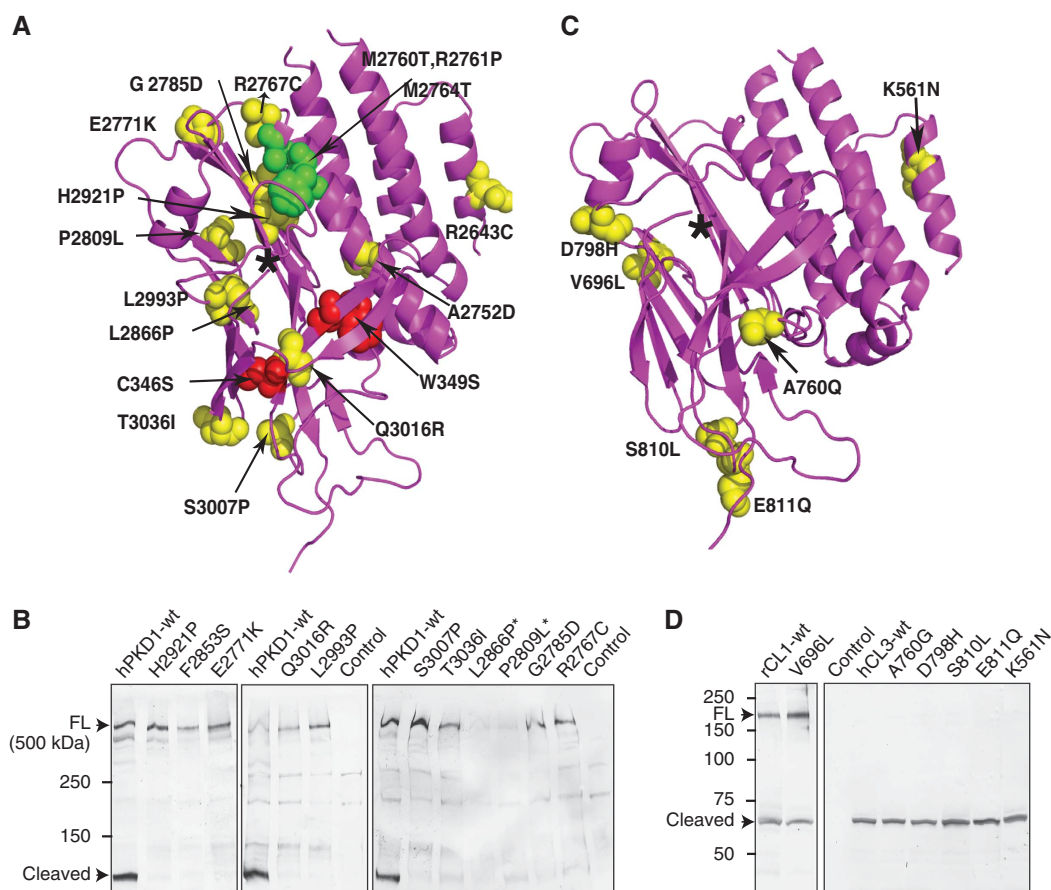 A
M2760T,R2761P
G 2785D
R2767C
M2764T
E2771K
H2921P
P2809L
R2643C
*
L2993P
A2752D
L2866P
C346S
W349S
T3036I
Q3016R
S3007P
C
K561N
*
D798H
V696L
A760Q
S810L
E811Q
B
hPKD1-wt
H2921P
F2853S
E2771K
hPKD1-wt
Q3016R
L2993P
Control
hPKD1-wt
S3007P
T3036I
L2866P*
P2809L*
G2785D
R2767C
Control
FL
(500 kDa)
250
150
Cleaved
D
rCL1-wt
V696L
Control
hCL3-wt
A760G
D798H
S810L
E811Q
K561N
250
FL
150
100
75
Cleaved
50